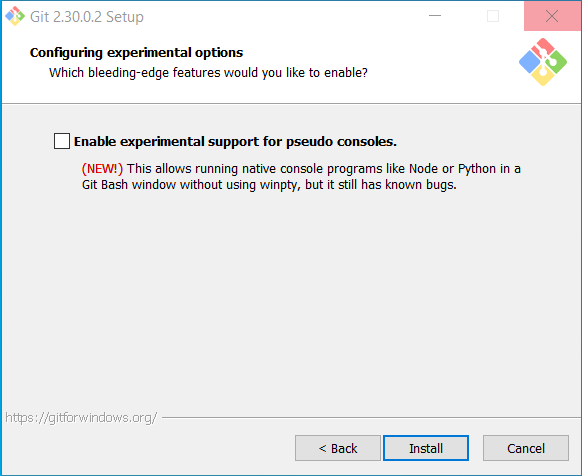 Git 2.30.0.2 Setup
Configuring experimental options
Which bleeding-edge features would you like to enable?
Enable experimental support for pseudo consoles.
(NEW!) This allows running native console programs like Node or Python in a
Git Bash window without using winpty, but it still has known bugs.
https://gitforwindows.org/
< Back
Install
Cancel